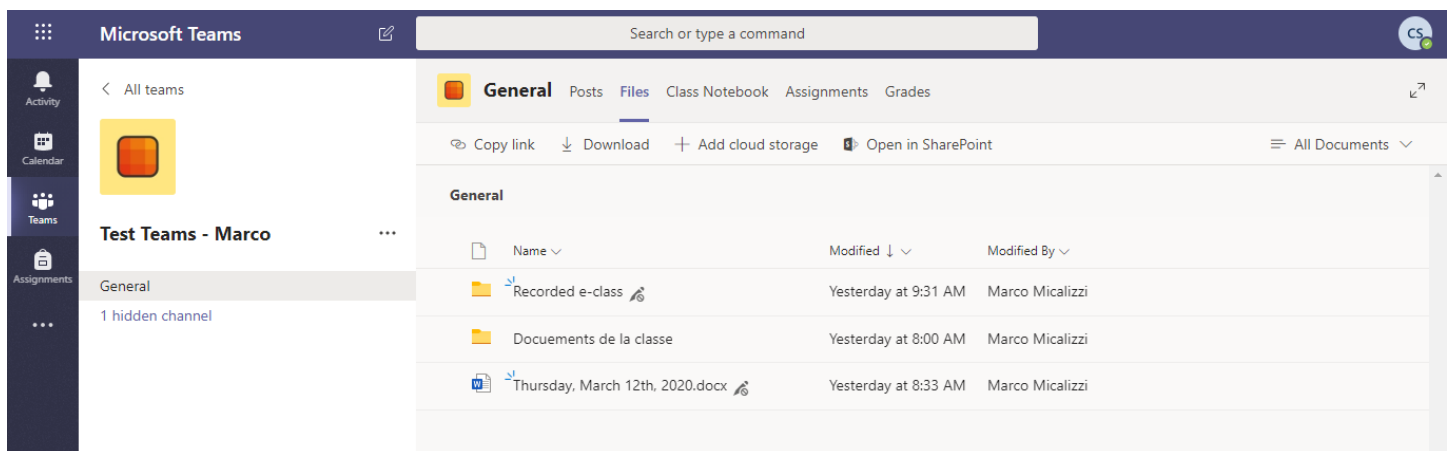 Microsoft Teams
Search or type a command
CS
Activity
Calendar
Teams
Assignments
All teams
Test Teams - Marco
General
1 hidden channel
General Posts Files Class Notebook Assignments Grades
Copy link Download Add cloud storage Open in SharePoint All Documents
General
Name Modified Modified By
Recorded e-class Yesterday at 9:31 AM Marco Micalizzi
Docuements de la classe Yesterday at 8:00 AM Marco Micalizzi
Thursday, March 12th, 2020.docx Yesterday at 8:33 AM Marco Micalizzi